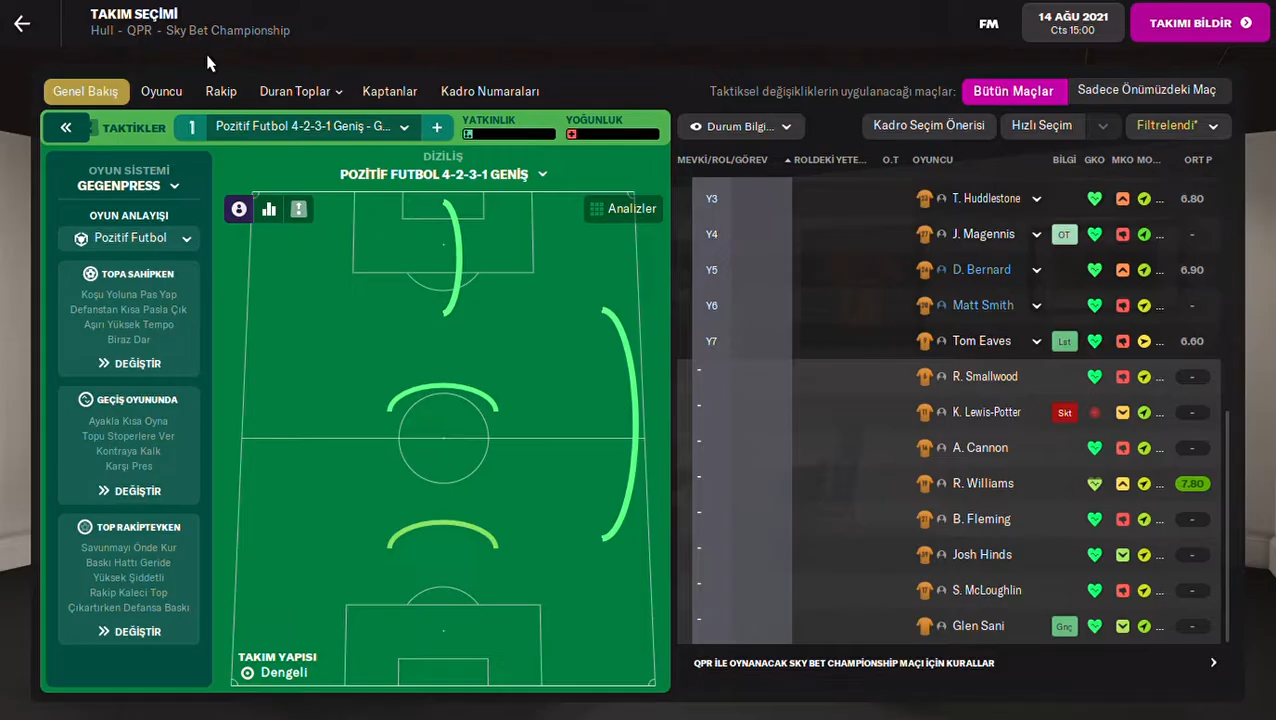 TAKIM SEÇİMİ
Hull - QPR - Sky Bet Championship
FM
14 AĞU 2021
Cts 15:00
TAKIMI BİLDİR
Genel Bakış
Oyuncu
Rakip
Duran Toplar
Kaptanlar
Kadro Numaraları
Taktiksel değişikliklerin uygulanacağı maçlar:
Bütün Maçlar
Sadece Önümüzdeki Maç
TAKTİKLER
1
Pozitif Futbol 4-2-3-1 Geniş - G...
YATKINLIK
YOĞUNLUK
Durum Bilgi...
Kadro Seçim Önerisi
Hızlı Seçim
Filtrelendi*
OYUN SİSTEMİ
GEGENPRESS
OYUN ANLAYIŞI
Pozitif Futbol
TOPA SAHİPKEN
Koşu Yoluna Pas Yap
Defanstan Kısa Pasla Çık
Aşırı Yüksek Tempo
Biraz Dar
DEĞİŞTİR
GEÇİŞ OYUNUNDA
Ayakla Kısa Oyna
Topu Stoperlere Ver
Kontraya Kalk
Karşı Pres
DEĞİŞTİR
TOP RAKİPTEYKEN
Savunmayı Önde Kur
Baskı Hattı Geride
Yüksek Şiddetli
Rakip Kaleci Top
Çıkartırken Defansa Baskı
DEĞİŞTİR
DİZİLİŞ
POZİTİF FUTBOL 4-2-3-1 GENİŞ
Analizler
TAKIM YAPISI
Dengeli
MEVKİ/ROL/GÖREV ROLDEKİ YETE... O.T OYUNCU BİLGİ GKO MKO MO... ORT P
Y3 T. Huddlestone ... 6.80
Y4 J. Magennis OT ... -
Y5 D. Bernard ... 6.90
Y6 Matt Smith ... -
Y7 Tom Eaves Lst ... 6.60
- R. Smallwood ... -
- K. Lewis-Potter Skt ... -
- A. Cannon ... -
- R. Williams ... 7.80
- B. Fleming ... -
- Josh Hinds ... -
- S. McLoughlin ... -
- Glen Sani Gnç ... -
QPR İLE OYNANACAK SKY BET CHAMPİONSHİP MAÇI İÇİN KURALLAR